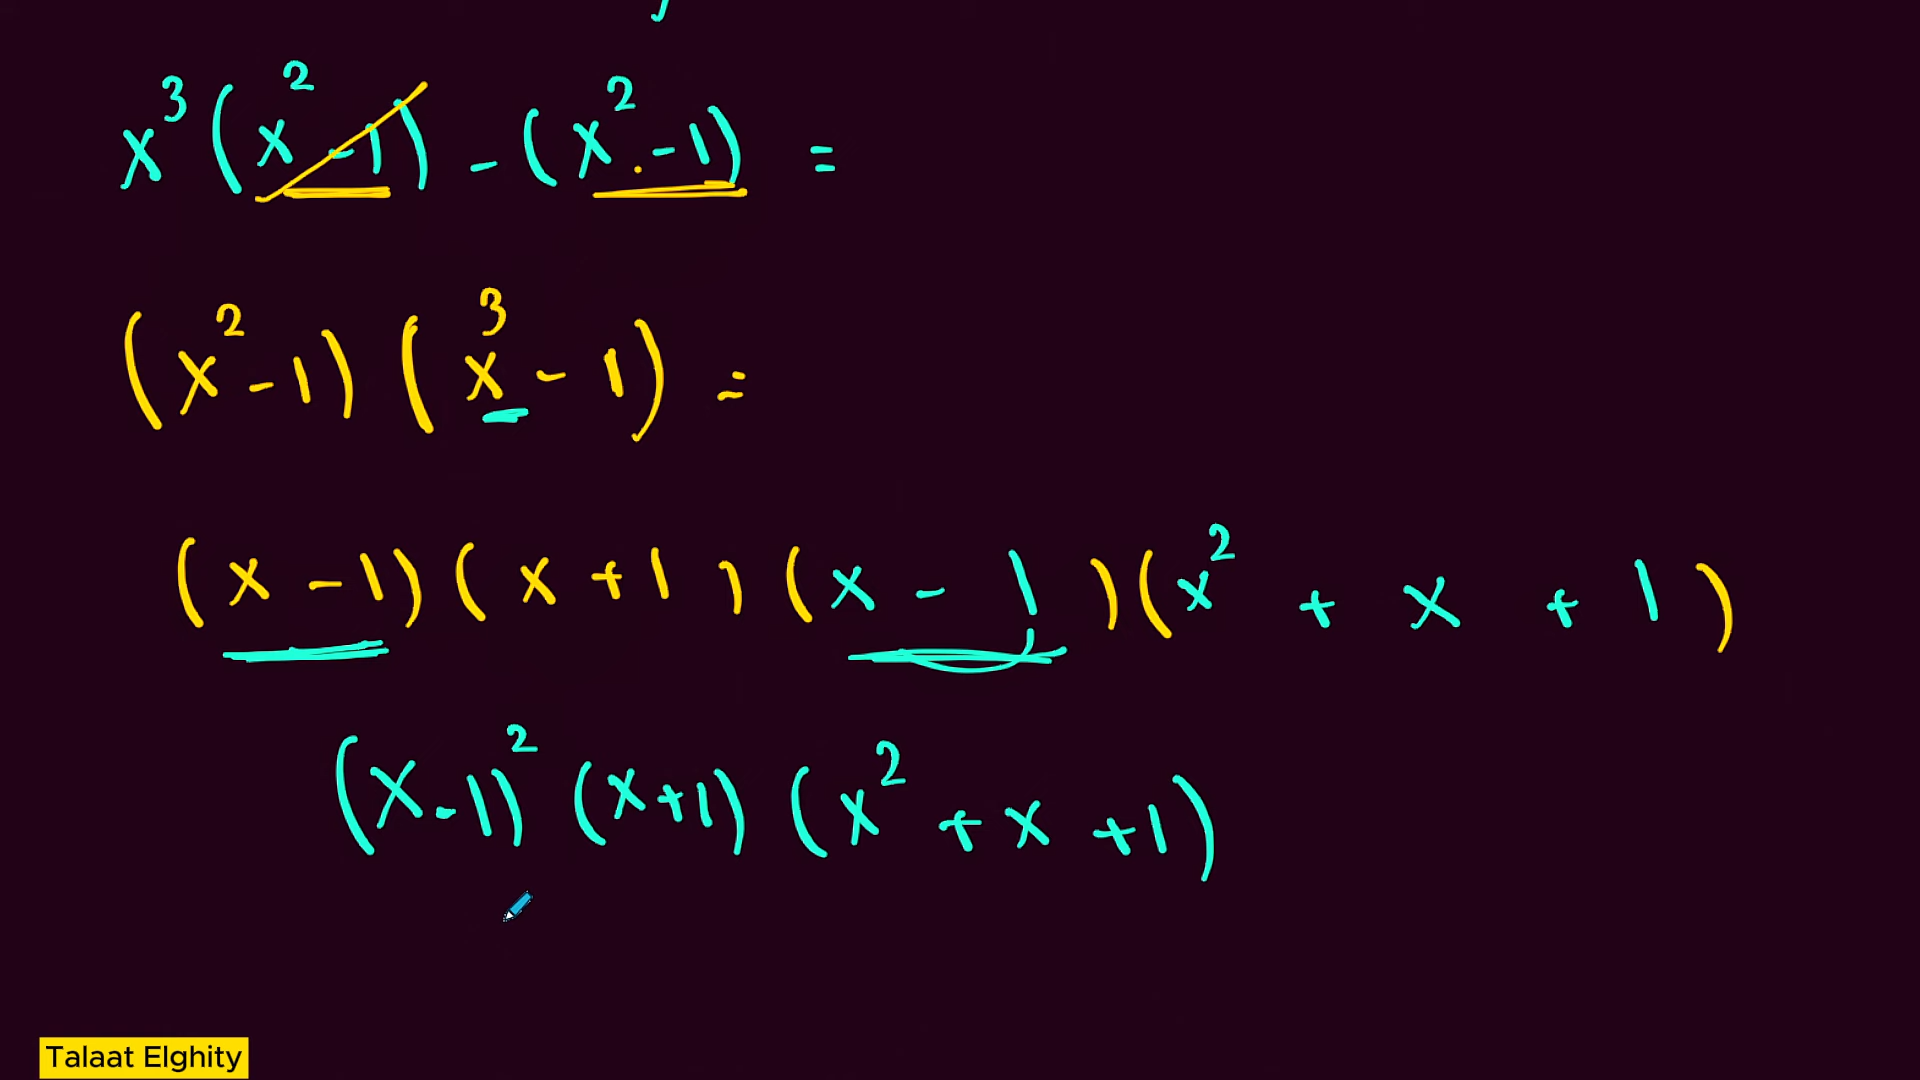 x³(x² - 1) - (x² - 1) =
(x² - 1)(x³ - 1) =
(x - 1)(x + 1)(x - 1)(x² + x + 1)
(x - 1)²(x + 1)(x² + x + 1)
Talaat Elghity